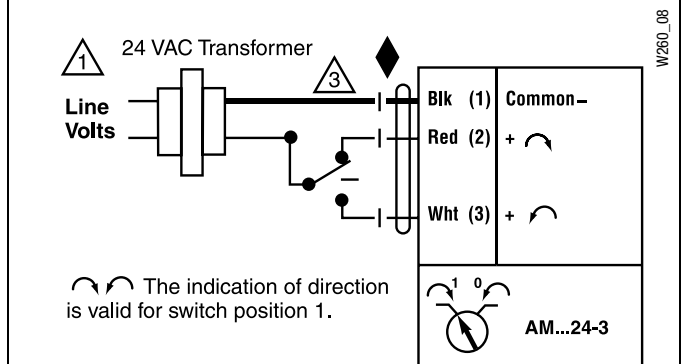 W260_08
1 24 VAC Transformer
3
Line
Volts
Blk (1) Common –
Red (2) +
Wht (3) +
The indication of direction
is valid for switch position 1.
1 0
AM...24-3